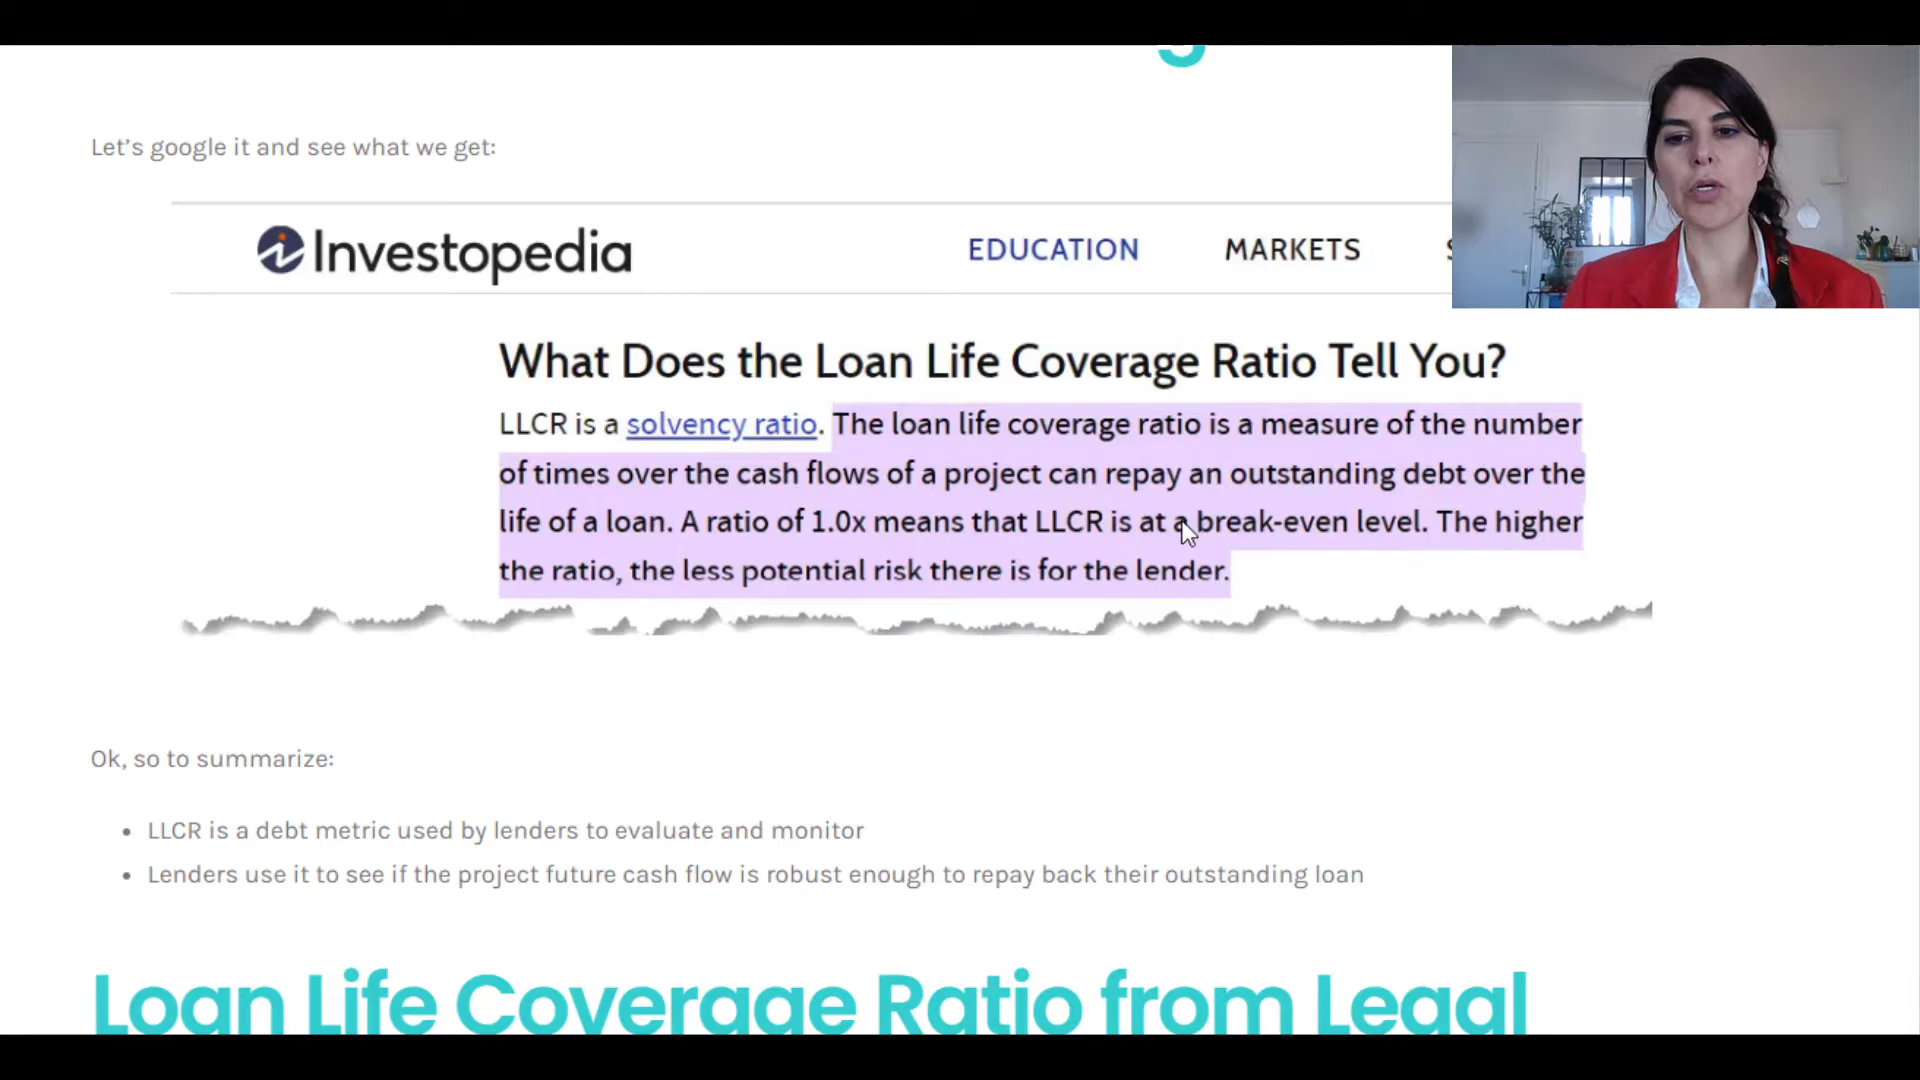 Let's google it and see what we get:
Investopedia
EDUCATION
MARKETS
What Does the Loan Life Coverage Ratio Tell You?
LLCR is a solvency ratio. The loan life coverage ratio is a measure of the number
of times over the cash flows of a project can repay an outstanding debt over the
life of a loan. A ratio of 1.0x means that LLCR is at a break-even level. The higher
the ratio, the less potential risk there is for the lender.
Ok, so to summarize:
• LLCR is a debt metric used by lenders to evaluate and monitor
• Lenders use it to see if the project future cash flow is robust enough to repay back their outstanding loan
Loan Life Coverage Ratio from Legal